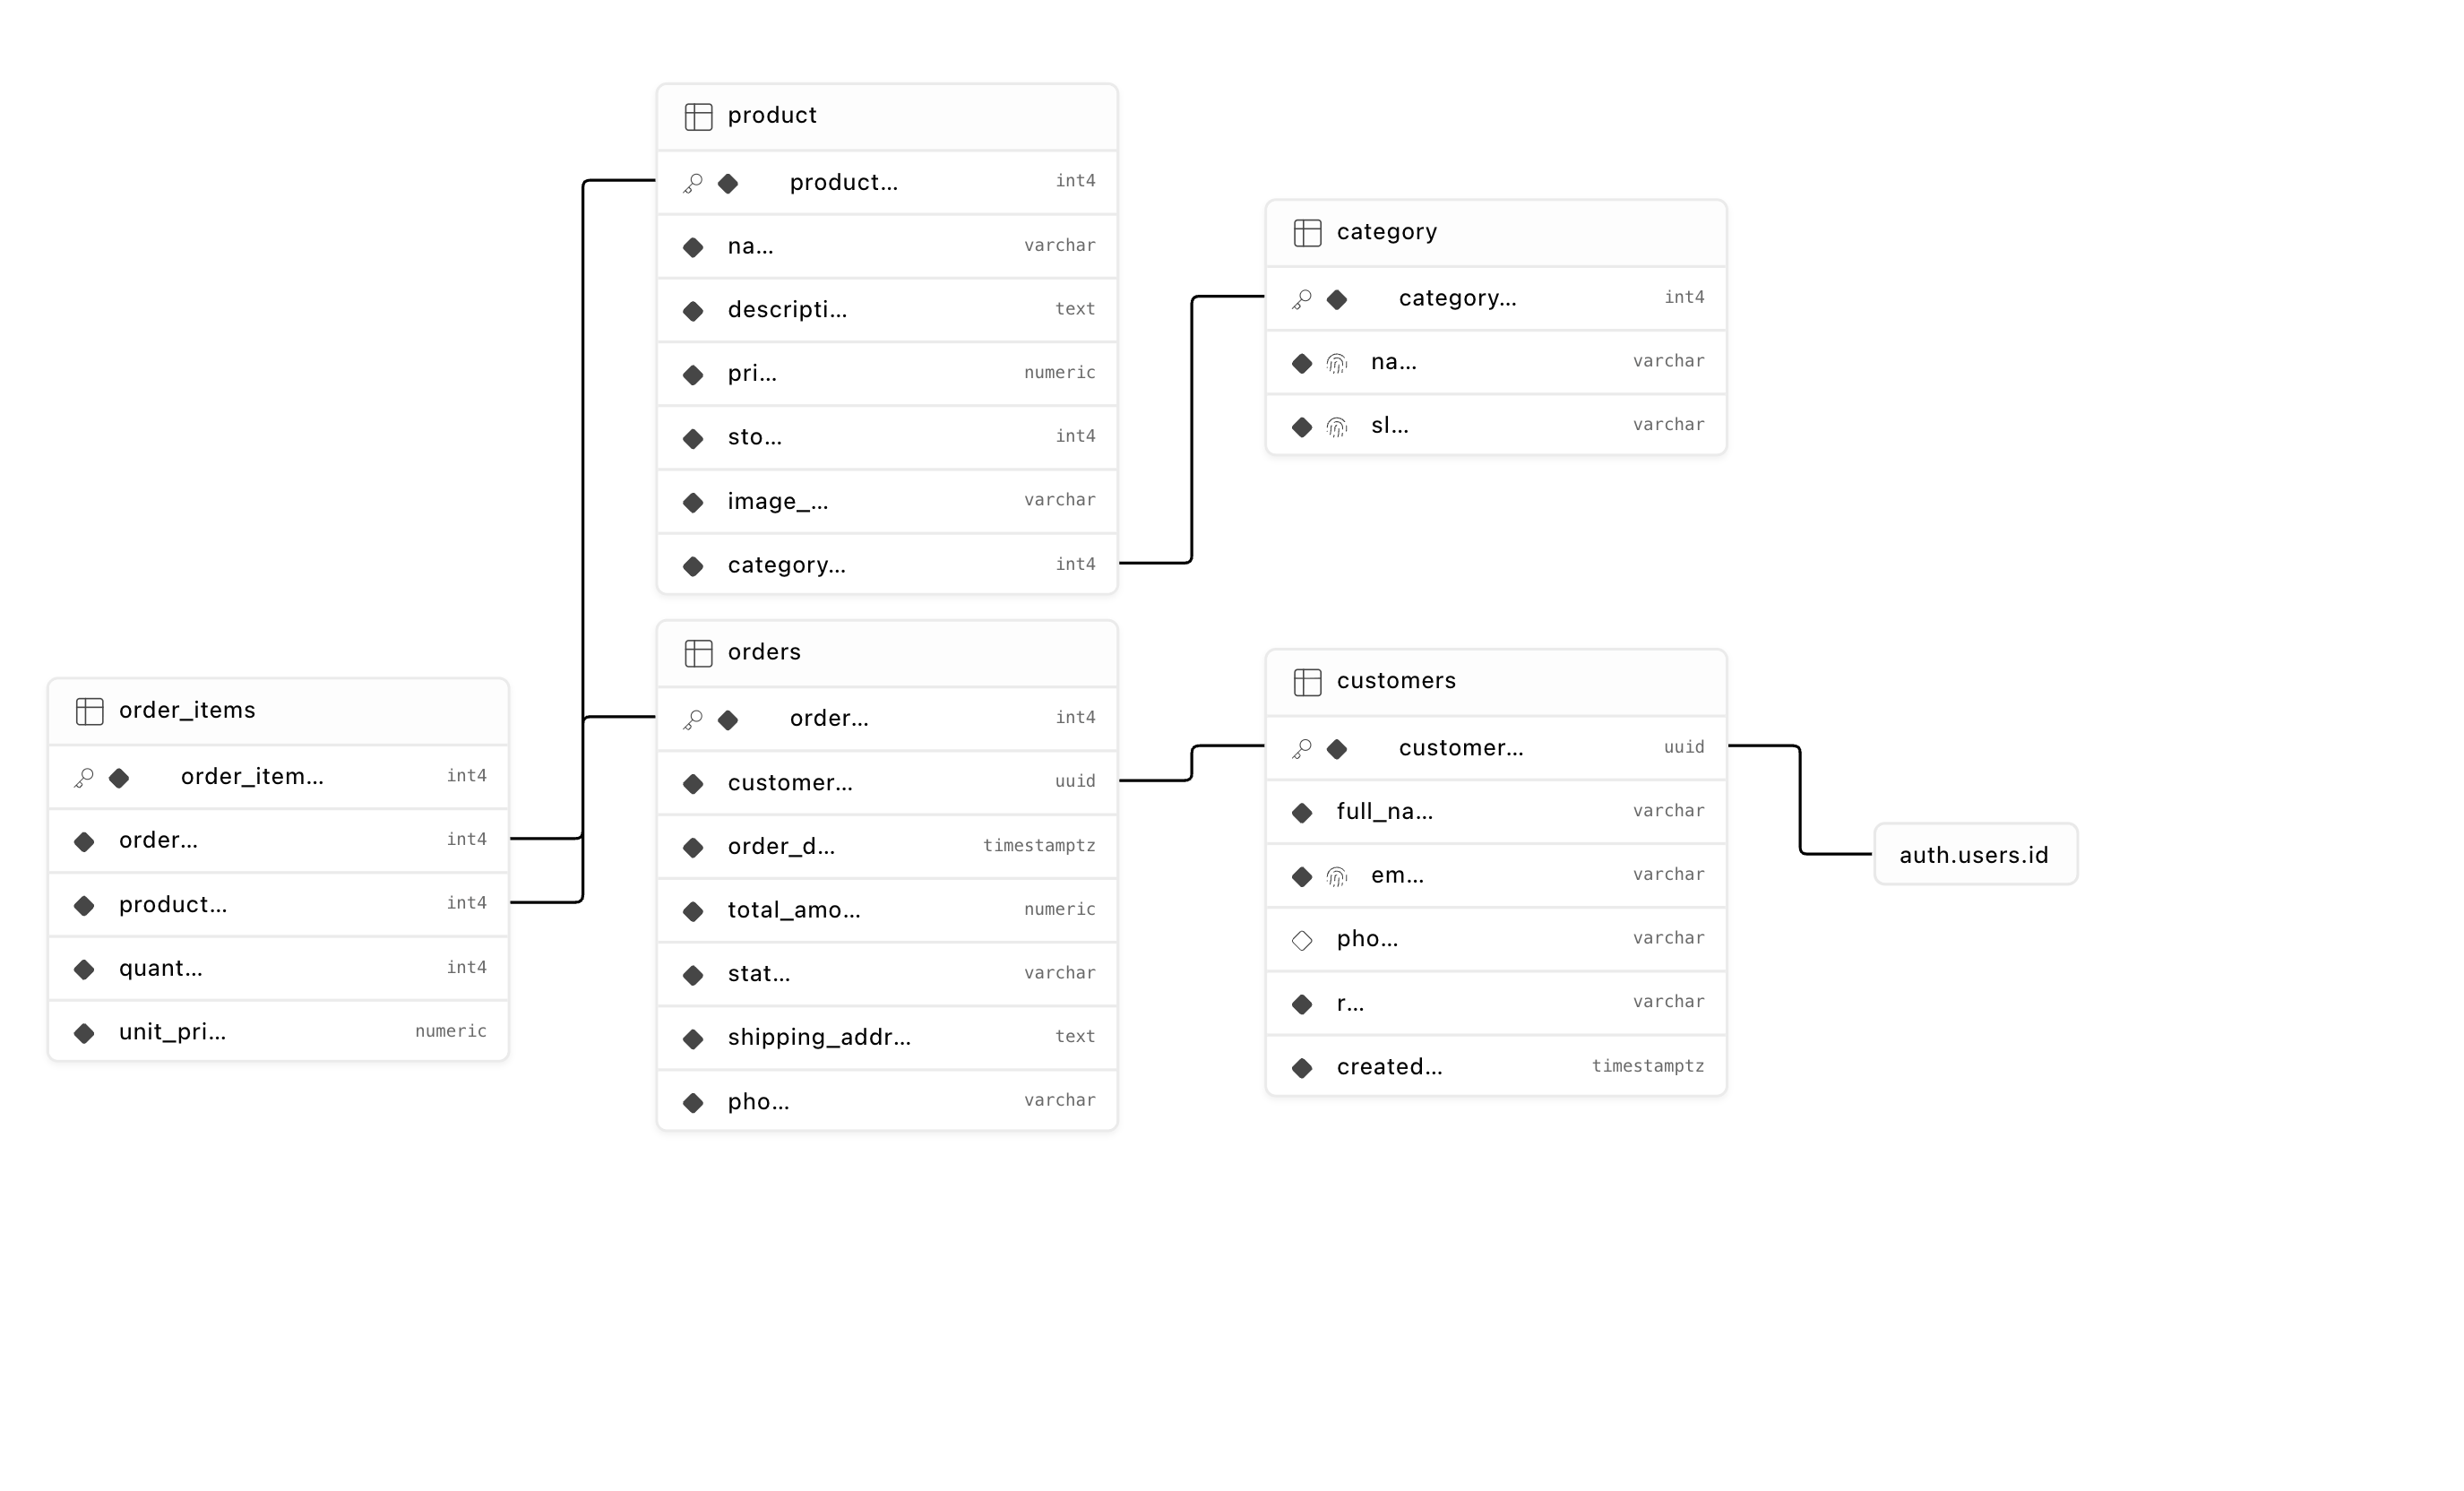 product
product... int4
na... varchar
descripti... text
pri... numeric
sto... int4
image_... varchar
category... int4
category
category... int4
na... varchar
sl... varchar
orders
order... int4
customer... uuid
order_d... timestamptz
total_amo... numeric
stat... varchar
shipping_addr... text
pho... varchar
order_items
order_item... int4
order... int4
product... int4
quant... int4
unit_pri... numeric
customers
customer... uuid
full_na... varchar
em... varchar
pho... varchar
r... varchar
created... timestamptz
auth.users.id